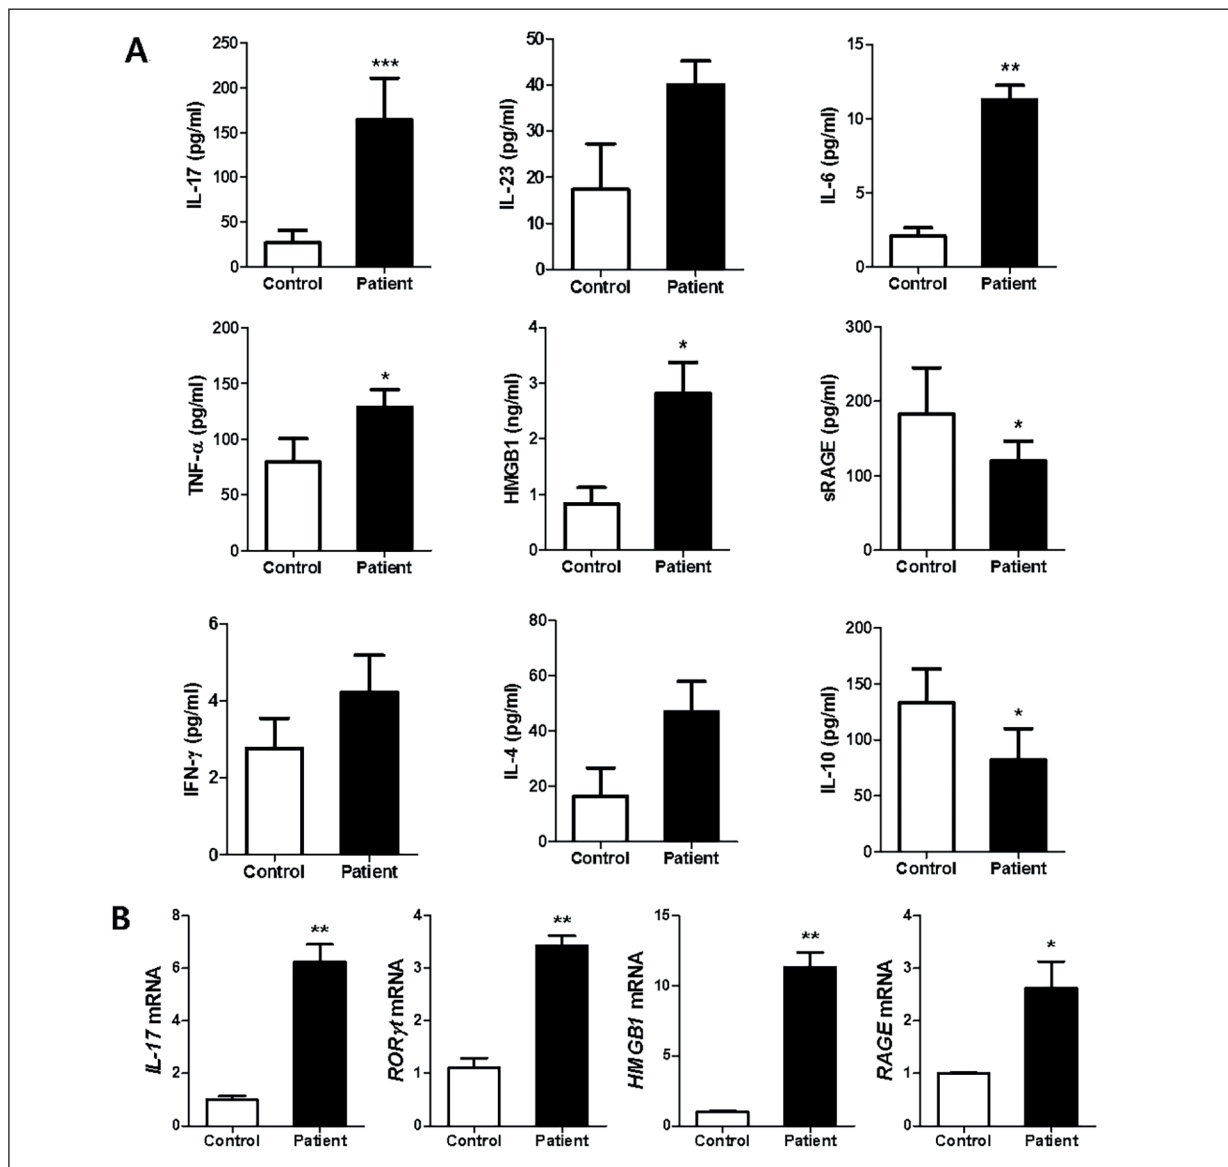 A
IL-17 (pg/ml)
250
200
150
100
50
0
***
Control Patient
IL-23 (pg/ml)
50
40
30
20
10
0
Control Patient
IL-6 (pg/ml)
15
10
5
0
**
Control Patient
TNF-α (pg/ml)
200
150
100
50
0
*
Control Patient
HMGB1 (ng/ml)
4
3
2
1
0
*
Control Patient
sRAGE (pg/ml)
300
200
100
0
*
Control Patient
IFN-γ (pg/ml)
6
4
2
0
Control Patient
IL-4 (pg/ml)
80
60
40
20
0
Control Patient
IL-10 (pg/ml)
200
150
100
50
0
*
Control Patient
B
IL-17 mRNA
8
6
4
2
0
**
Control Patient
RORγt mRNA
4
3
2
1
0
**
Control Patient
HMGB1 mRNA
15
10
5
0
**
Control Patient
RAGE mRNA
4
3
2
1
0
*
Control Patient